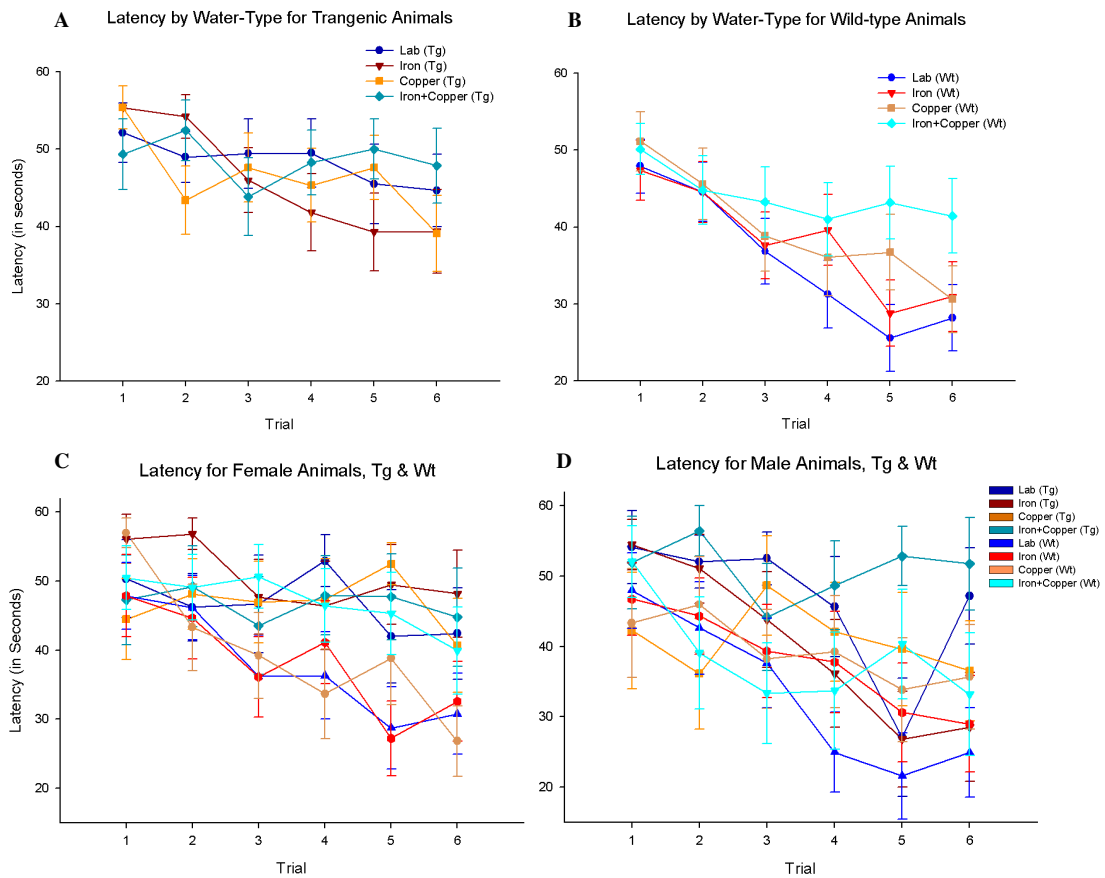 A
Latency by Water-Type for Trangenic Animals
Lab (Tg)
Iron (Tg)
Copper (Tg)
Iron+Copper (Tg)
Latency (in seconds)
60
50
40
30
20
1 2 3 4 5 6
Trial
B
Latency by Water-Type for Wild-type Animals
Lab (Wt)
Iron (Wt)
Copper (Wt)
Iron+Copper (Wt)
60
50
40
30
20
1 2 3 4 5 6
Trial
C
Latency for Female Animals, Tg & Wt
Latency (in Seconds)
60
50
40
30
20
1 2 3 4 5 6
Trial
D
Latency for Male Animals, Tg & Wt
Lab (Tg)
Iron (Tg)
Copper (Tg)
Iron+Copper (Tg)
Lab (Wt)
Iron (Wt)
Copper (Wt)
Iron+Copper (Wt)
60
50
40
30
20
1 2 3 4 5 6
Trial